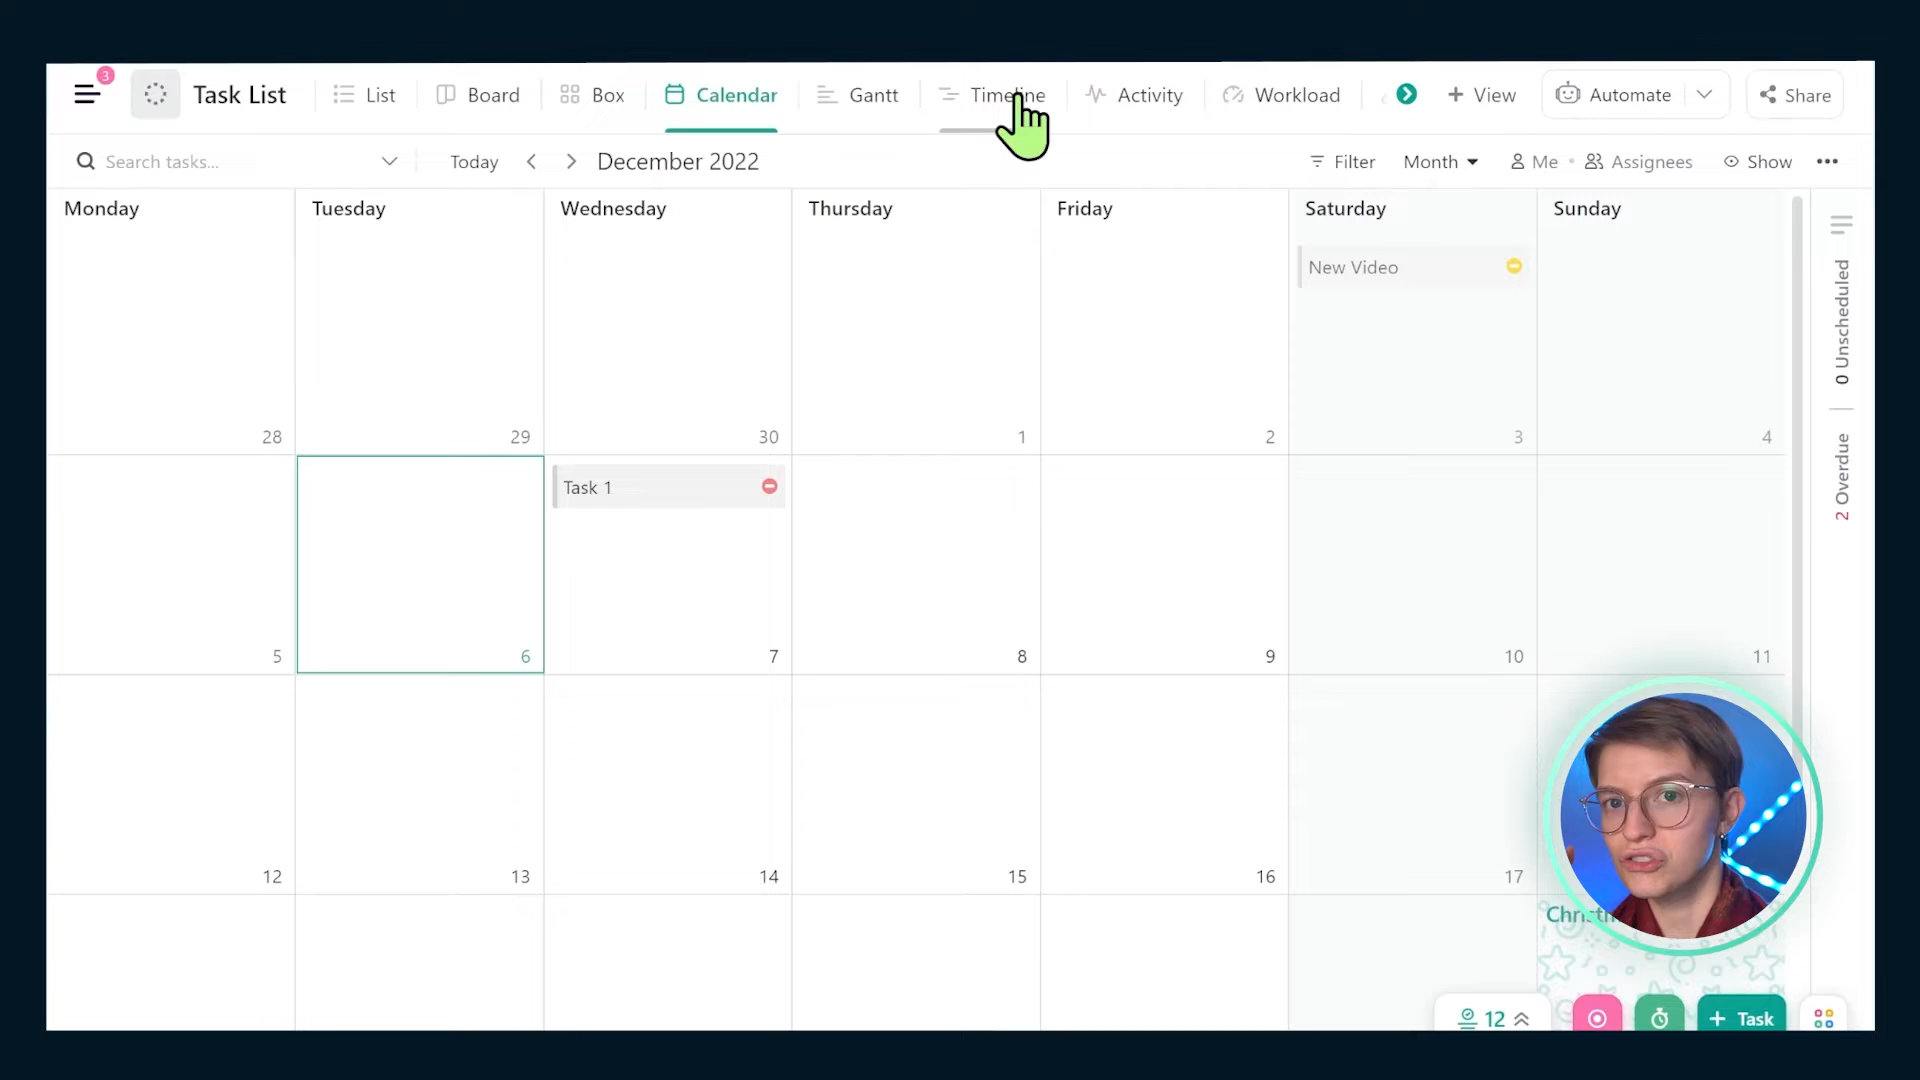 3
Task List
List
Board
Box
Calendar
Gantt
Timeline
Activity
Workload
+ View
Automate
Share
Search tasks...
Today
December 2022
Filter
Month
Me
Assignees
Show
Monday
Tuesday
Wednesday
Thursday
Friday
Saturday
Sunday
New Video
28
29
30
1
2
3
4
0 Unscheduled
2 Overdue
Task 1
5
6
7
8
9
10
11
12
13
14
15
16
17
12
+ Task